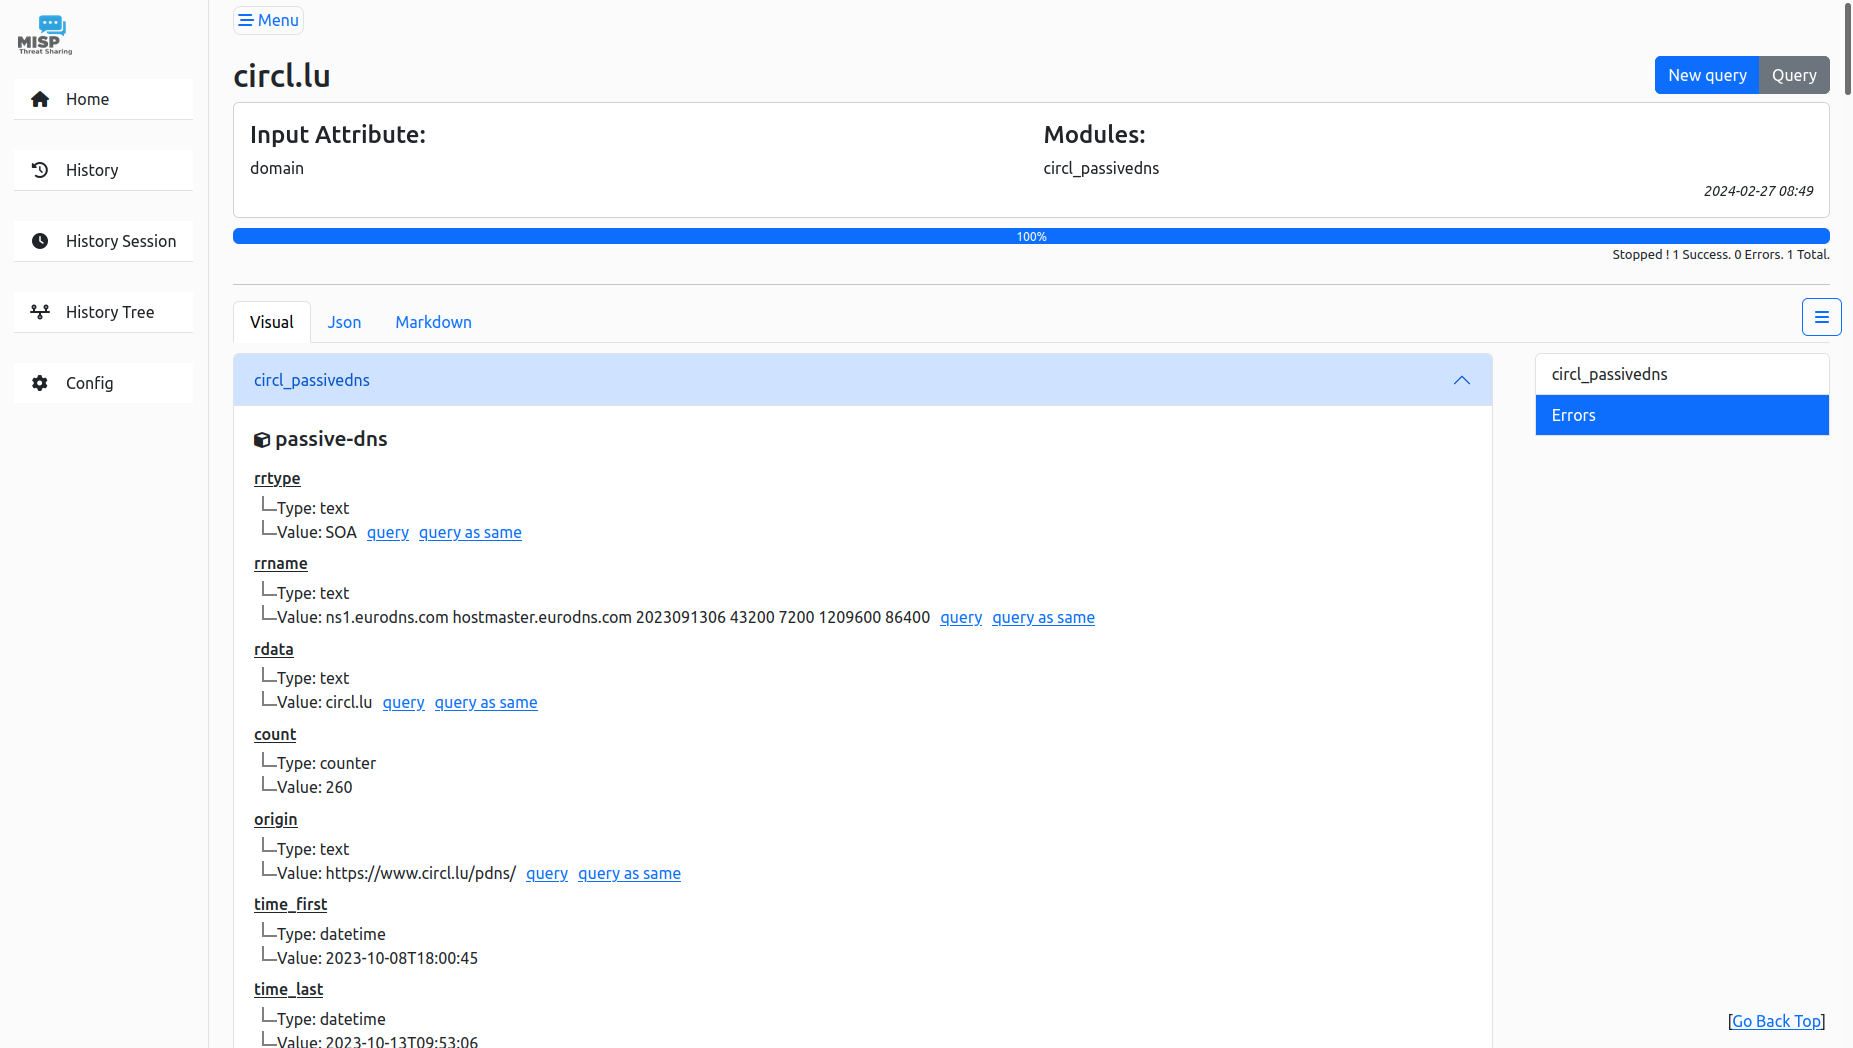 MISP
Threat Sharing
Home
History
History Session
History Tree
Config
Menu
circl.lu
New query Query
Input Attribute:
domain
Modules:
circl_passivedns
2024-02-27 08:49
100%
Stopped ! 1 Success. 0 Errors. 1 Total.
Visual Json Markdown
circl_passivedns
passive-dns
rrtype
Type: text
Value: SOA query query as same
rrname
Type: text
Value: ns1.eurodns.com hostmaster.eurodns.com 2023091306 43200 7200 1209600 86400 query query as same
rdata
Type: text
Value: circl.lu query query as same
count
Type: counter
Value: 260
origin
Type: text
Value: https://www.circl.lu/pdns/ query query as same
time_first
Type: datetime
Value: 2023-10-08T18:00:45
time_last
Type: datetime
Value: 2023-10-13T09:53:06
circl_passivedns
Errors
[Go Back Top]